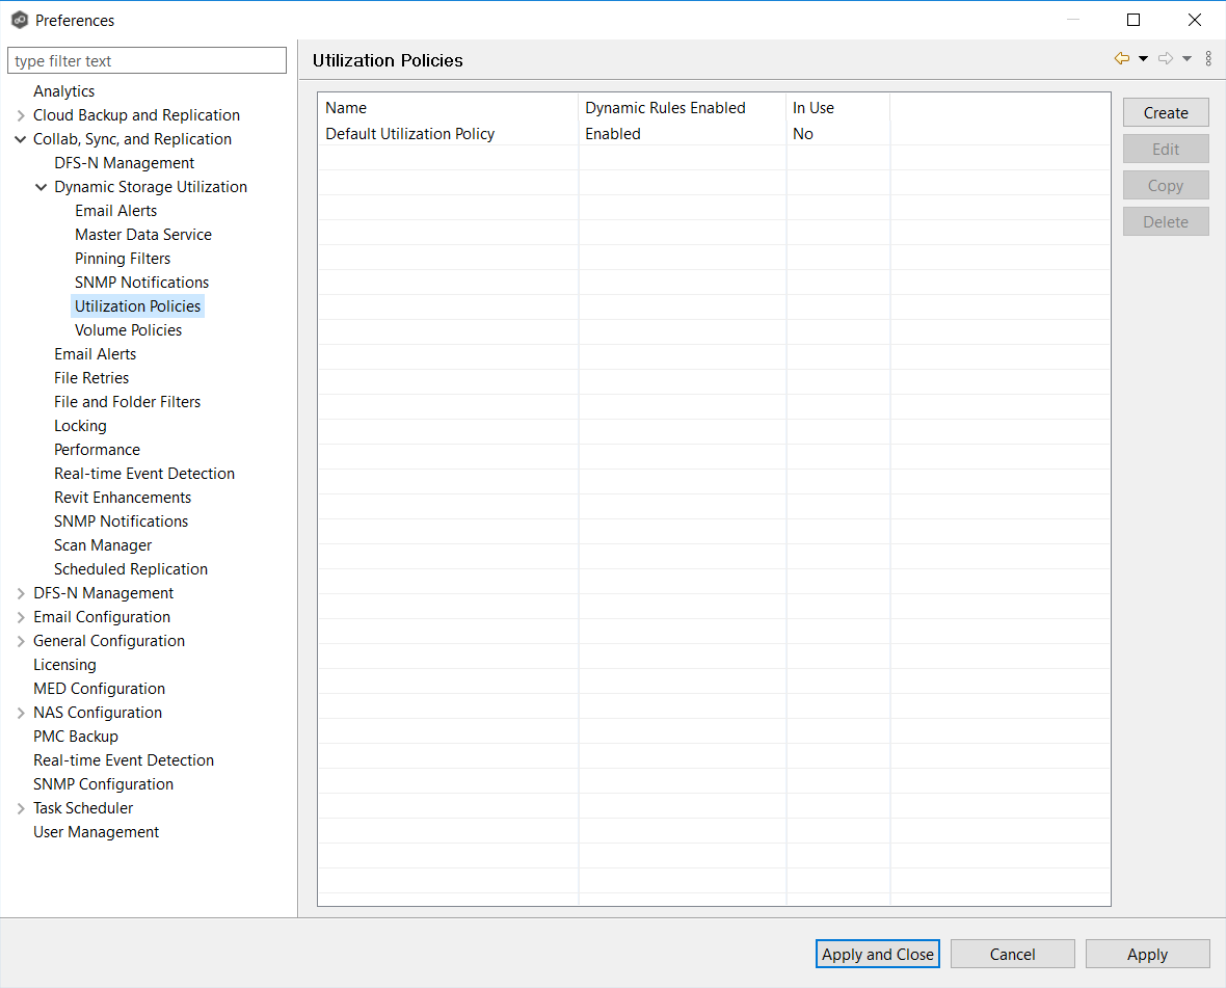 Preferences
type filter text
Analytics
Cloud Backup and Replication
Collab, Sync, and Replication
DFS-N Management
Dynamic Storage Utilization
Email Alerts
Master Data Service
Pinning Filters
SNMP Notifications
Utilization Policies
Volume Policies
Email Alerts
File Retries
File and Folder Filters
Locking
Performance
Real-time Event Detection
Revit Enhancements
SNMP Notifications
Scan Manager
Scheduled Replication
DFS-N Management
Email Configuration
General Configuration
Licensing
MED Configuration
NAS Configuration
PMC Backup
Real-time Event Detection
SNMP Configuration
Task Scheduler
User Management
Utilization Policies
Name Dynamic Rules Enabled In Use
Default Utilization Policy Enabled No
Create
Edit
Copy
Delete
Apply and Close Cancel Apply